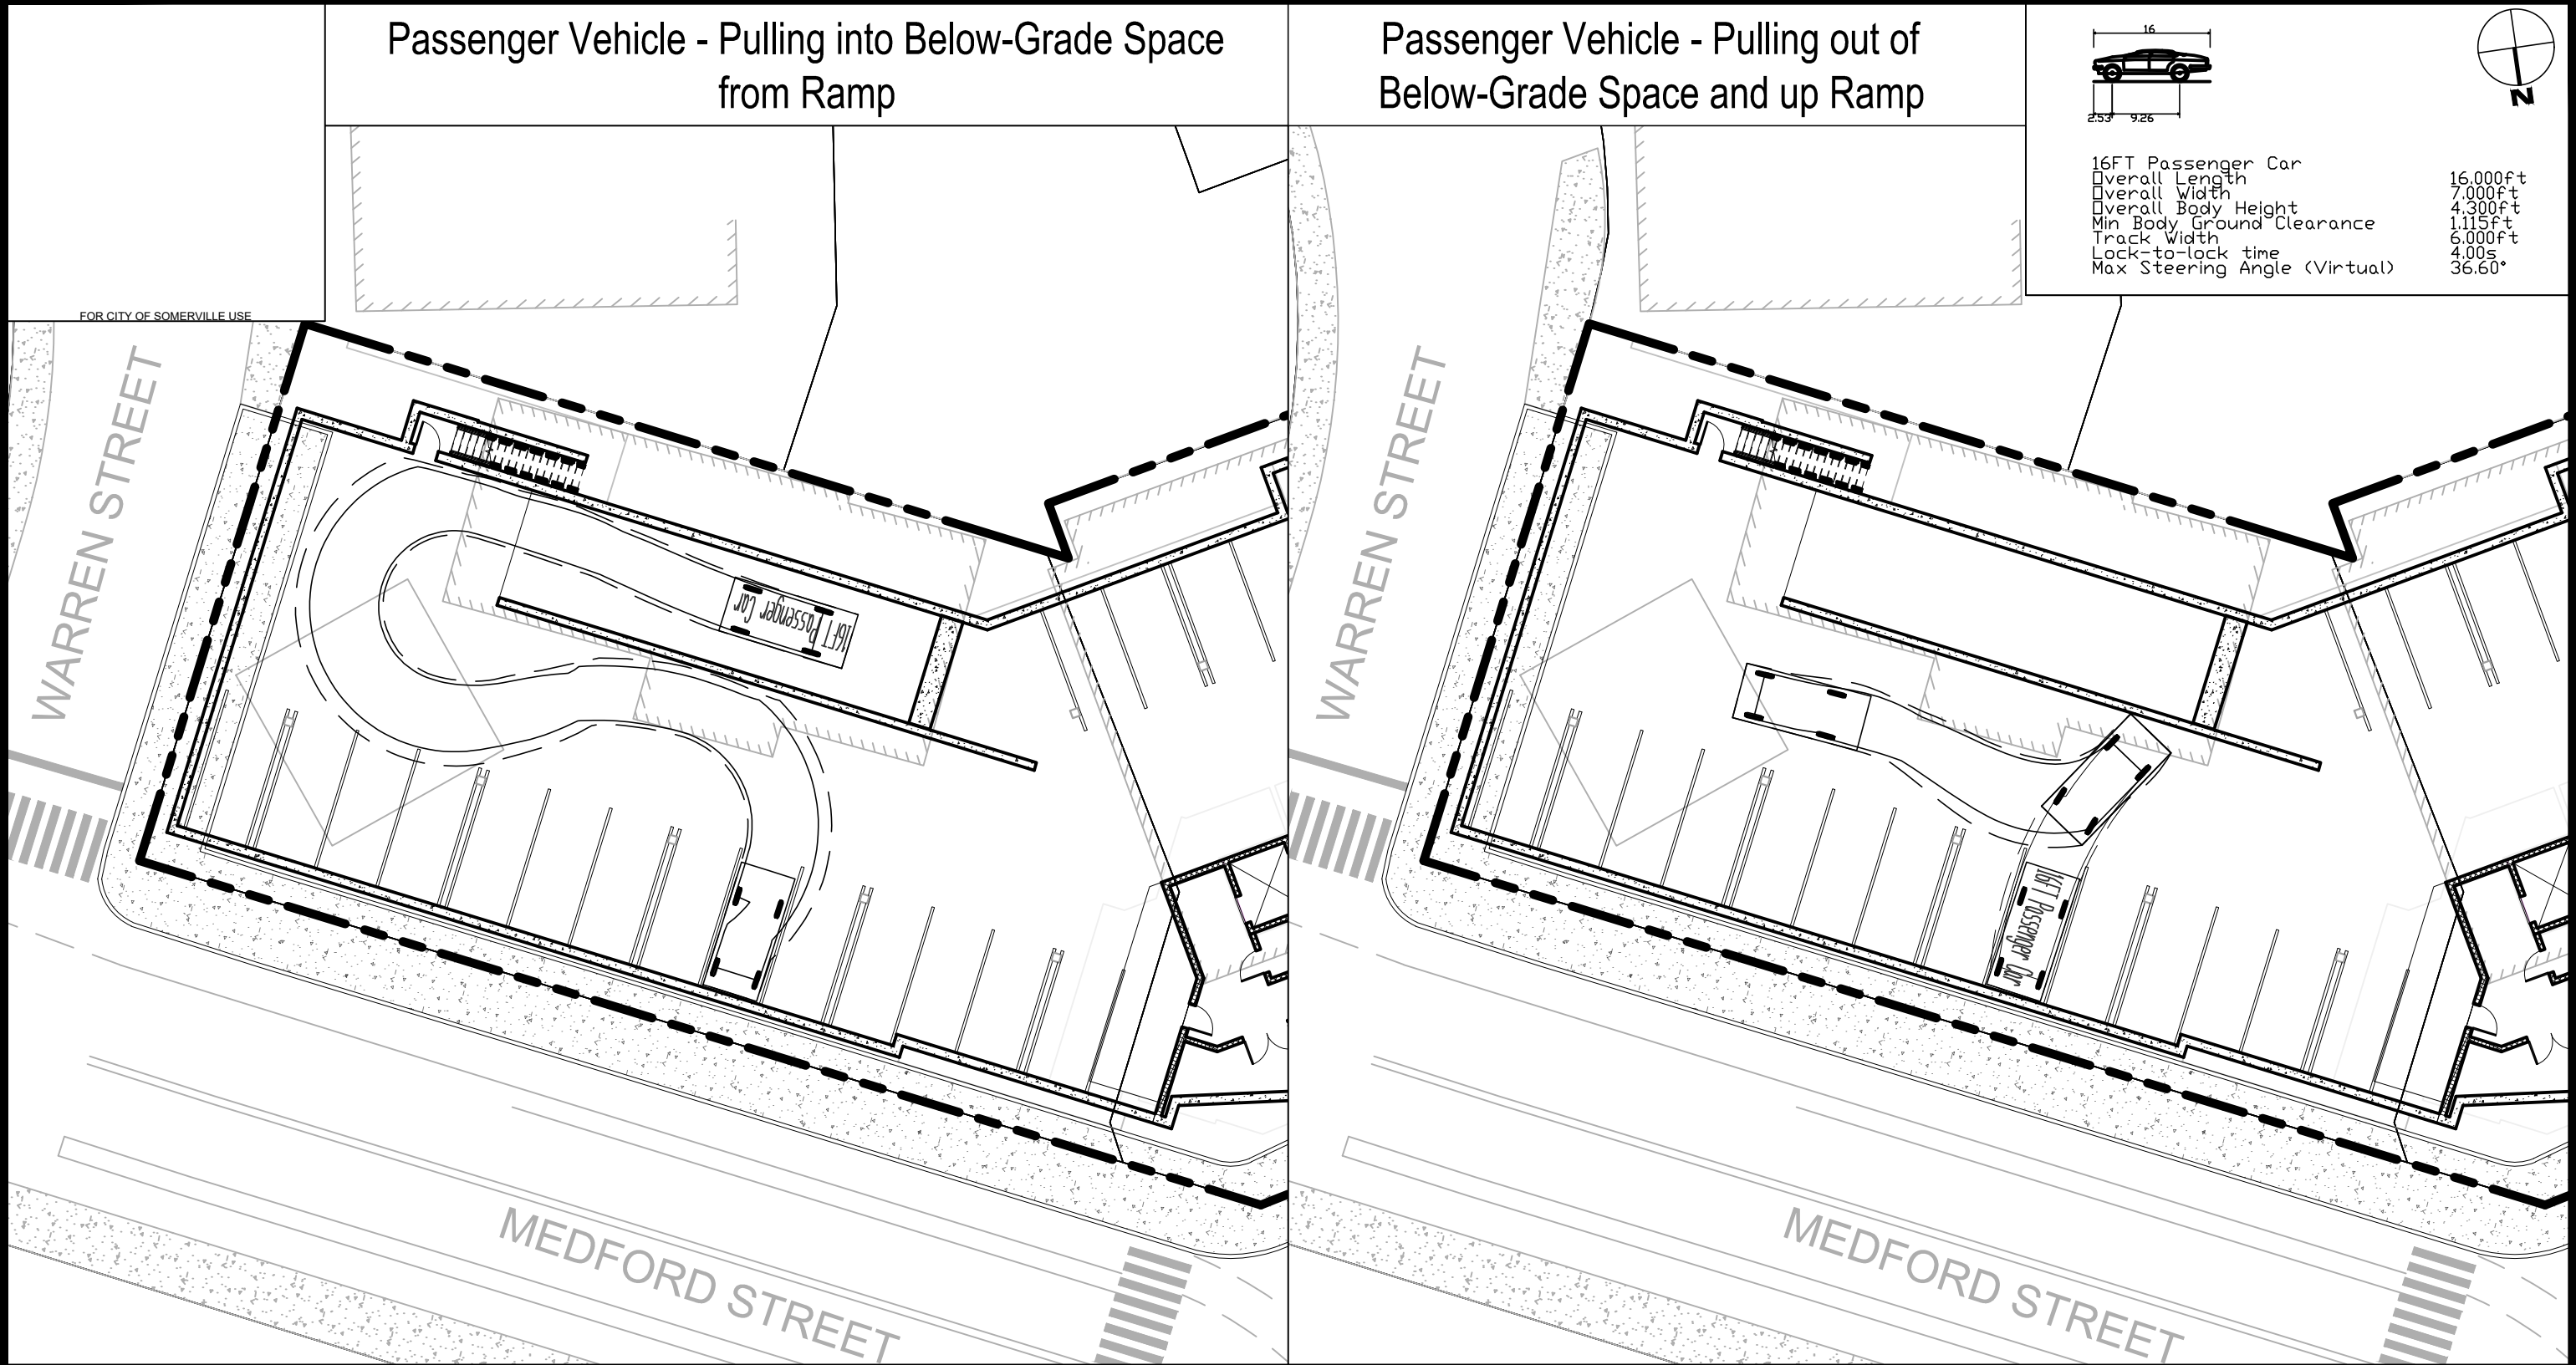 Passenger Vehicle - Pulling into Below-Grade Space
from Ramp
Passenger Vehicle - Pulling out of
Below-Grade Space and up Ramp
16
2.53 9.26
N
16FT Passenger Car
Overall Length 16.000ft
Overall Width 7.000ft
Overall Body Height 4.300ft
Min Body Ground Clearance 1.115ft
Track Width 6.000ft
Lock-to-lock time 4.00s
Max Steering Angle (Virtual) 36.60°
FOR CITY OF SOMERVILLE USE
WARREN STREET
16FT Passenger Car
MEDFORD STREET
WARREN STREET
16FT Passenger Car
MEDFORD STREET